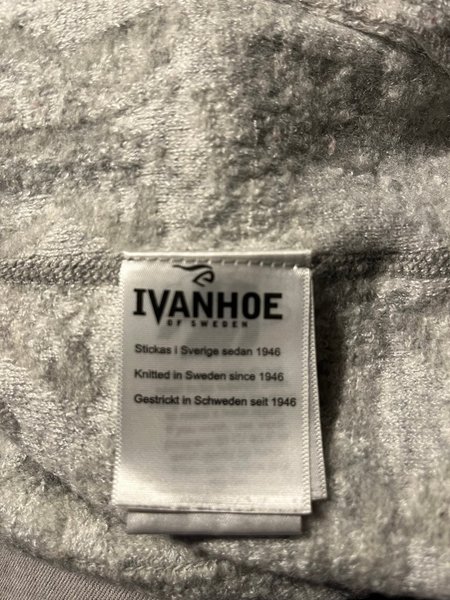 IVANHOE
OF SWEDEN
Stickas i Sverige sedan 1946
Knitted in Sweden since 1946
Gestrickt in Schweden seit 1946